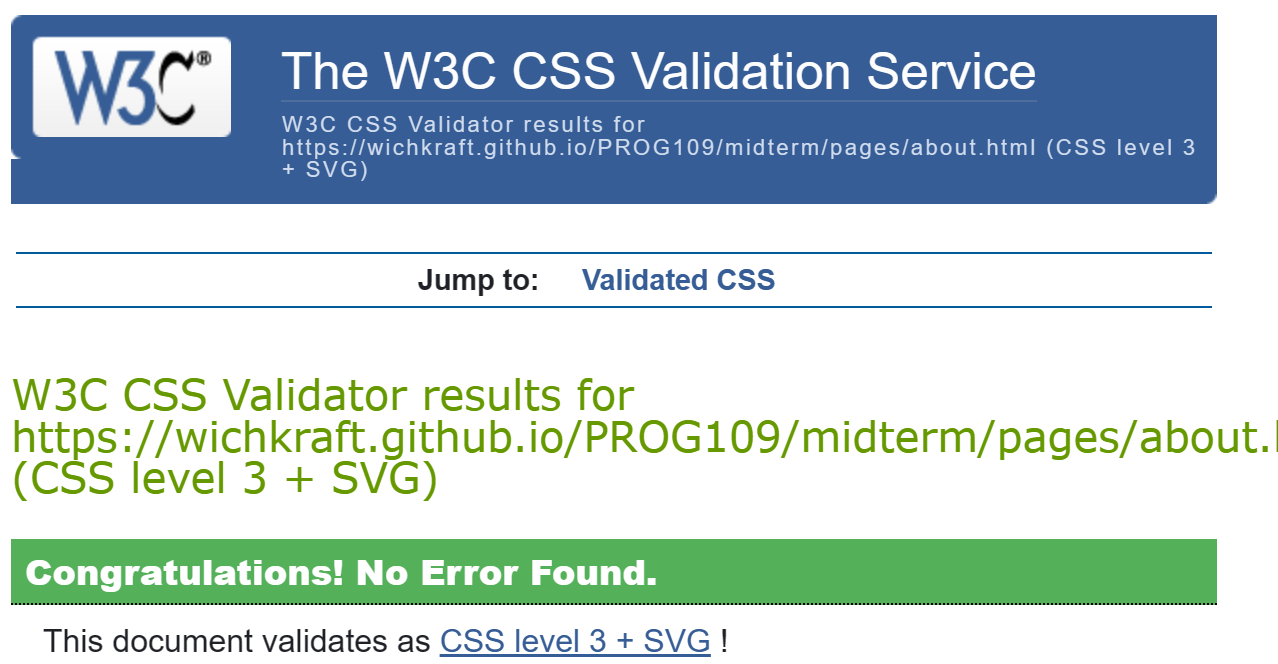 W3C®
The W3C CSS Validation Service
W3C CSS Validator results for
https://wichkraft.github.io/PROG109/midterm/pages/about.html (CSS level 3
+ SVG)
Jump to: Validated CSS
W3C CSS Validator results for
https://wichkraft.github.io/PROG109/midterm/pages/about.
(CSS level 3 + SVG)
Congratulations! No Error Found.
This document validates as CSS level 3 + SVG !